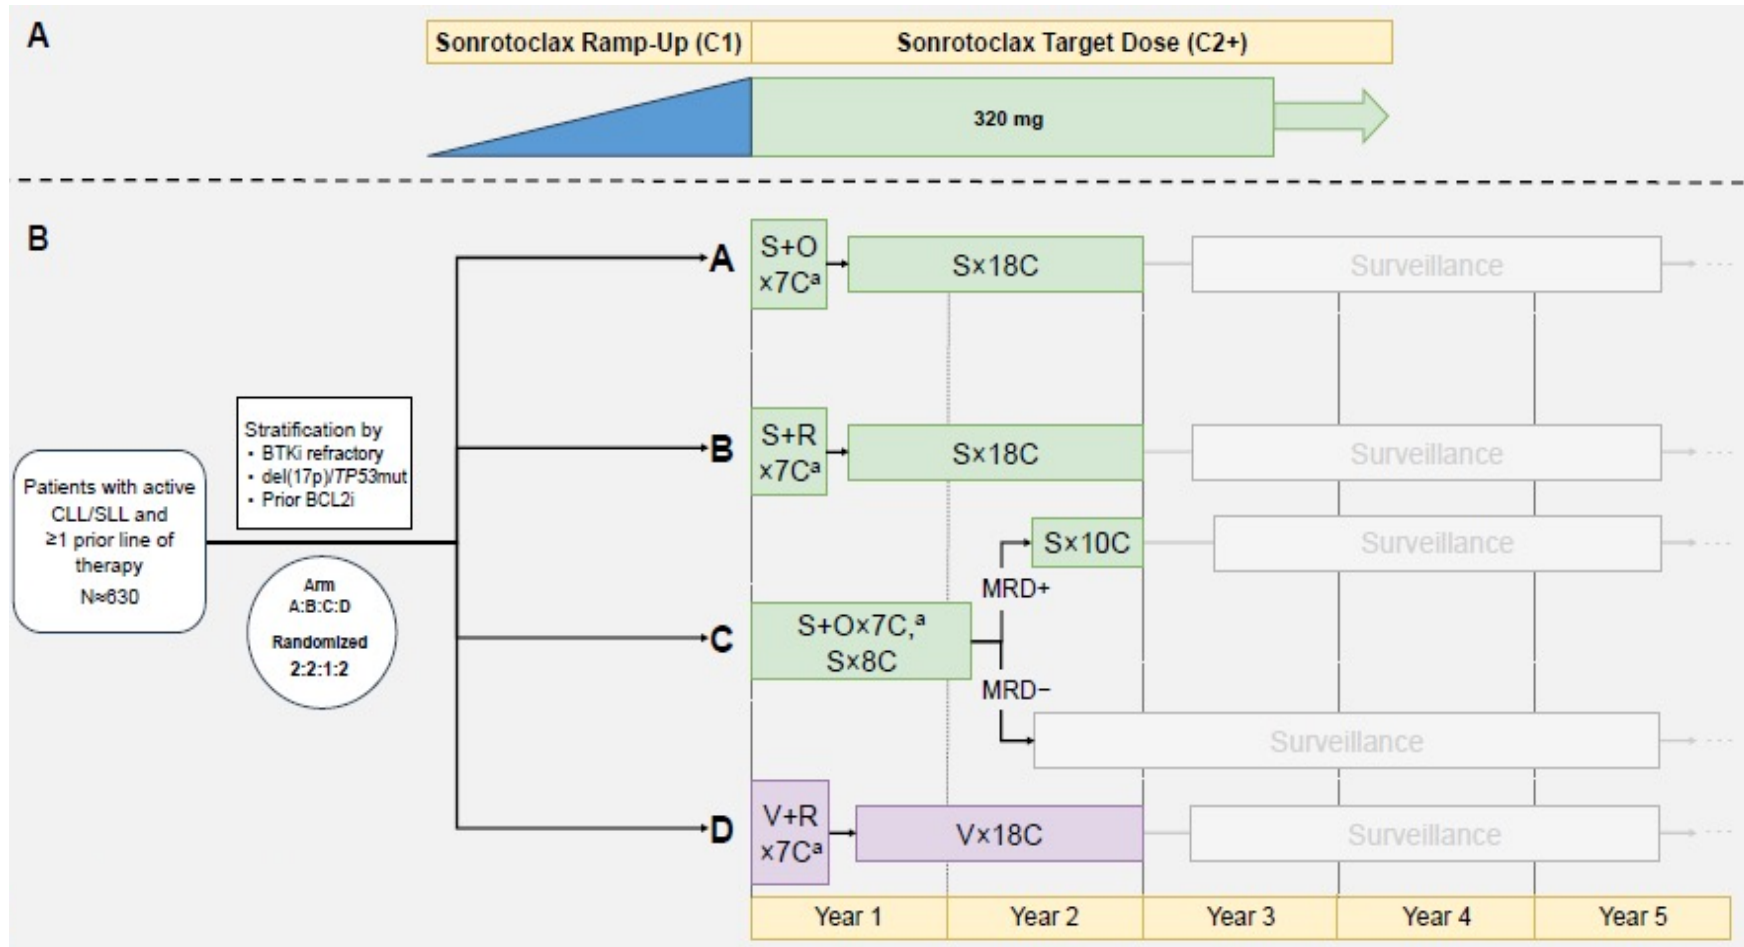 A
Sonrotoclax Ramp-Up (C1)
Sonrotoclax Target Dose (C2+)
320 mg
B
Patients with active
CLL/SLL and
≥1 prior line of
therapy
N≈630
Stratification by
▪ BTKi refractory
▪ del(17p)/TP53mut
▪ Prior BCL2i
Arm
A:B:C:D
Randomized
2:2:1:2
A
S+O
×7Cᵃ
S×18C
Surveillance
B
S+R
×7Cᵃ
S×18C
Surveillance
C
S+O×7C,ᵃ
S×8C
MRD+
S×10C
Surveillance
MRD−
Surveillance
D
V+R
×7Cᵃ
V×18C
Surveillance
Year 1
Year 2
Year 3
Year 4
Year 5